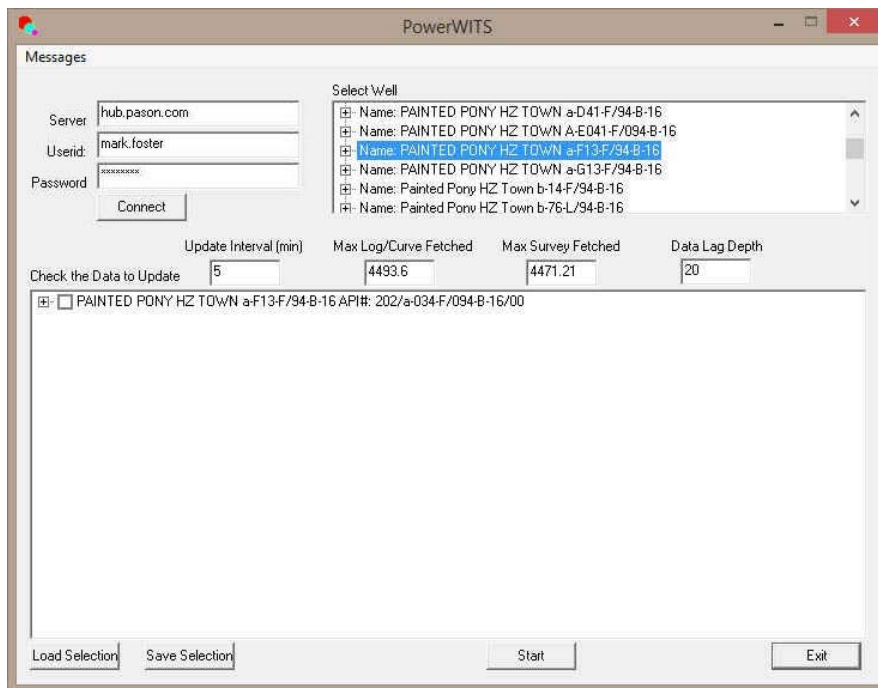 PowerWITS
Messages
Select Well
Server hub.pason.com
Userid: mark.foster
Password xxxxxxxx
Connect
Name: PAINTED PONY HZ TOWN a-D41-F/94-B-16
Name: PAINTED PONY HZ TOWN A-E041-F/094-B-16
Name: PAINTED PONY HZ TOWN a-F13-F/94-B-16
Name: PAINTED PONY HZ TOWN a-G13-F/94-B-16
Name: Painted Pony HZ Town b-14-F/94-B-16
Name: Painted Pony HZ Town b-76-L/94-B-16
Update Interval (min) Max Log/Curve Fetched Max Survey Fetched Data Lag Depth
Check the Data to Update 5 4493.6 4471.21 20
PAINTED PONY HZ TOWN a-F13-F/94-B-16 API#: 202/a-034-F/094-B-16/00
Load Selection Save Selection Start Exit